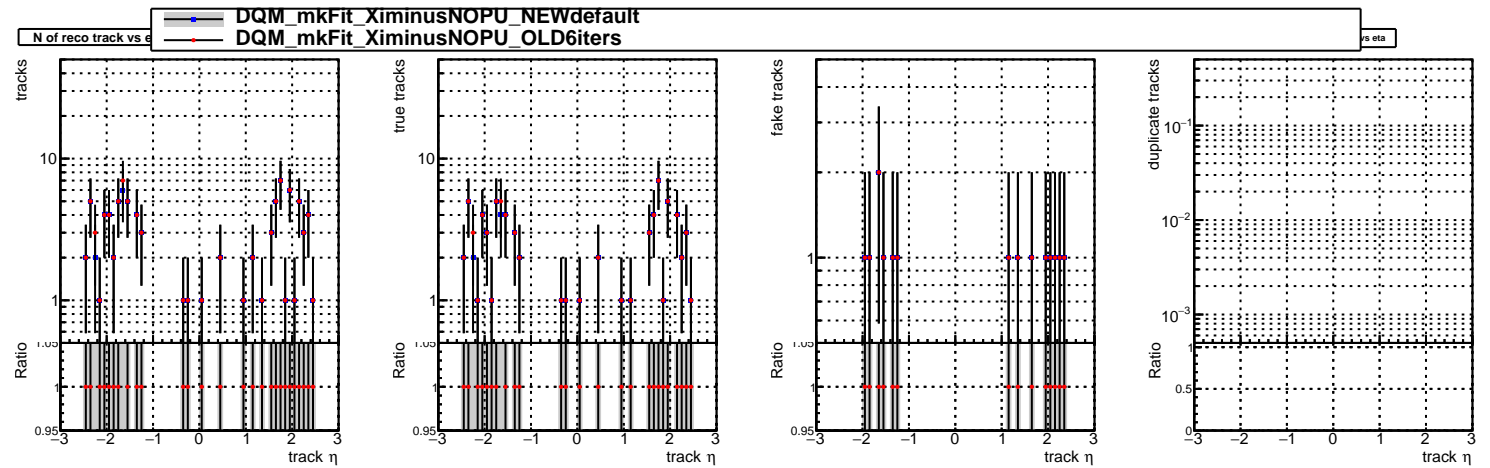 DQM_mkFit_XiminusNOPU_NEWdefault
DQM_mkFit_XiminusNOPU_OLD6iters
N of reco track vs e
vs eta
tracks
10
1
Ratio
1.05
1
0.95
−3 −2 −1 0 1 2 3
track η
true tracks
10
1
Ratio
1.05
1
0.95
−3 −2 −1 0 1 2 3
track η
fake tracks
1
Ratio
1.05
1
0.95
−3 −2 −1 0 1 2 3
track η
duplicate tracks
10−1
10−2
10−3
Ratio
1
0.5
0
−3 −2 −1 0 1 2 3
track η